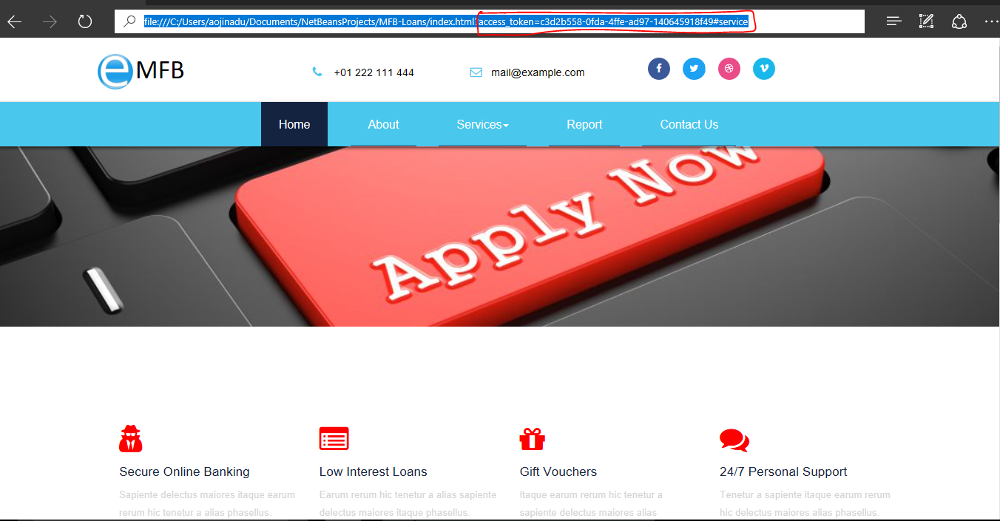 file:///C:/Users/aojinadu/Documents/NetBeansProjects/MFB-Loans/index.html?access_token=c3d2b558-0fda-4ffe-ad97-140645918f49#service
e MFB
+01 222 111 444
mail@example.com
Home
About
Services
Report
Contact Us
Apply Now
Secure Online Banking
Sapiente delectus maiores itaque earum
rerum hic tenetur a alias phasellus.
Low Interest Loans
Earum rerum hic tenetur a alias sapiente
delectus maiores itaque phasellus.
Gift Vouchers
Itaque earum rerum hic tenetur a
sapiente delectus maiores alias
24/7 Personal Support
Tenetur a sapiente itaque earum rerum
hic delectus maiores alias phasellus.